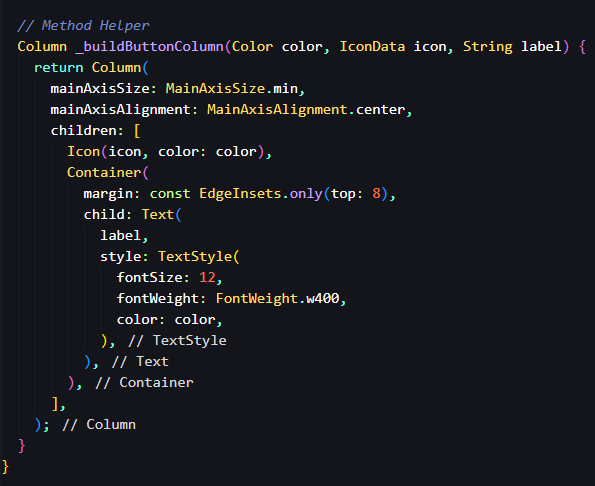 // Method Helper
Column _buildButtonColumn(Color color, IconData icon, String label) {
  return Column(
    mainAxisSize: MainAxisSize.min,
    mainAxisAlignment: MainAxisAlignment.center,
    children: [
      Icon(icon, color: color),
      Container(
        margin: const EdgeInsets.only(top: 8),
        child: Text(
          label,
          style: TextStyle(
            fontSize: 12,
            fontWeight: FontWeight.w400,
            color: color,
          ), // TextStyle
        ), // Text
      ), // Container
    ],
  ); // Column
}
}